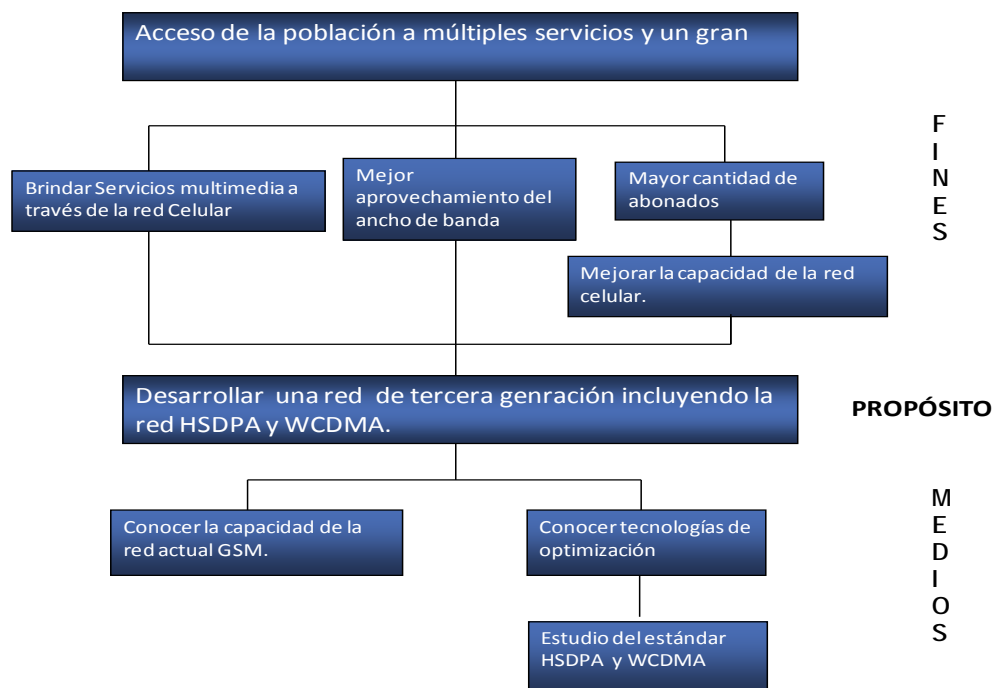 Acceso de la población a múltiples servicios y un gran
Brindar Servicios multimedia a
través de la red Celular
Mejor
aprovechamiento del
ancho de banda
Mayor cantidad de
abonados
Mejorar la capacidad de la red
celular.
F
I
N
E
S
Desarrollar una red de tercera genración incluyendo la
red HSDPA y WCDMA.
PROPÓSITO
Conocer la capacidad de la
red actual GSM.
Conocer tecnologías de
optimización
Estudio del estándar
HSDPA y WCDMA
M
E
D
I
O
S